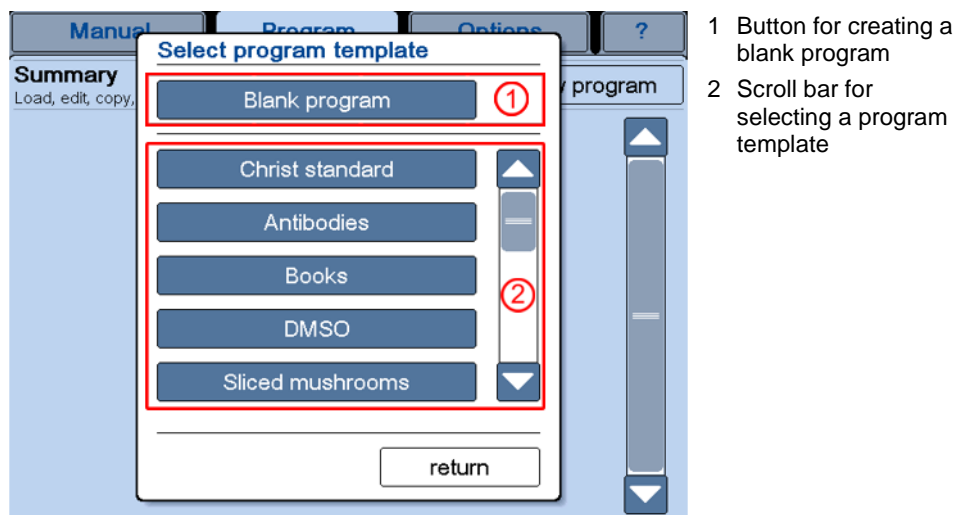 Manual Program Options ?
Select program template
Summary
Load, edit, copy,
program
Blank program 1
Christ standard
Antibodies
Books
2
DMSO
Sliced mushrooms
return
1 Button for creating a
blank program
2 Scroll bar for
selecting a program
template